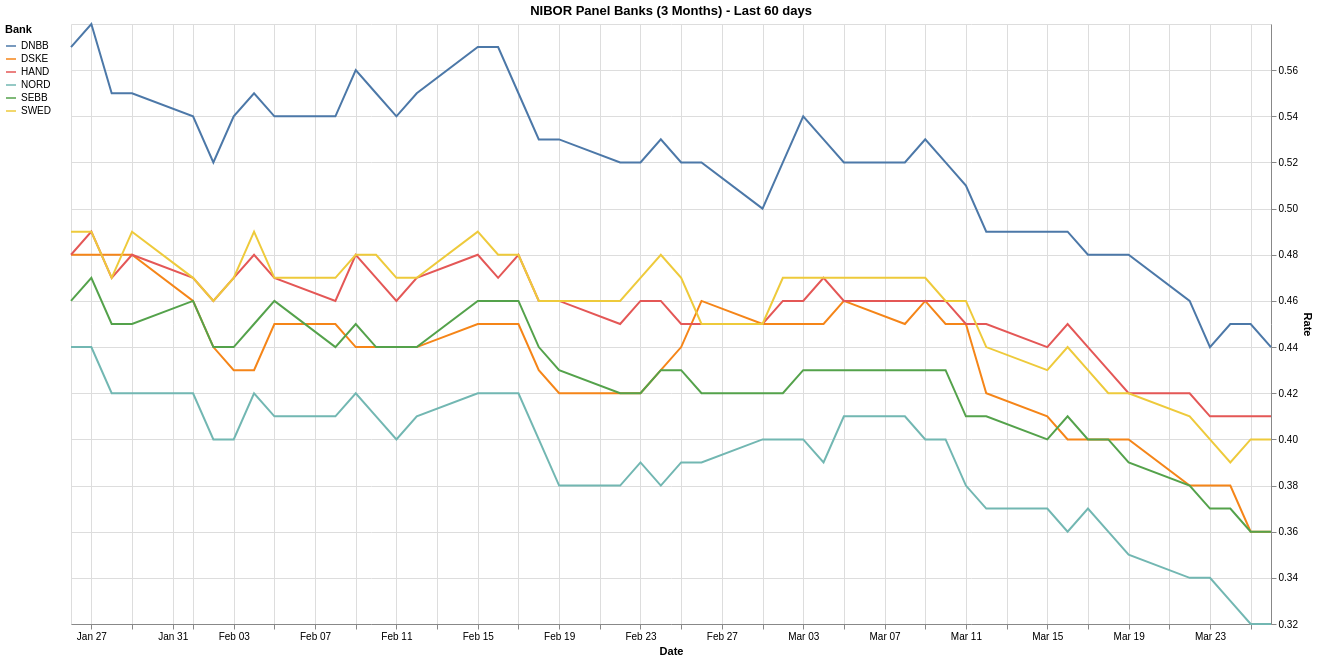 NIBOR Panel Banks (3 Months) - Last 60 days
Bank
DNBB
DSKE
HAND
NORD
SEBB
SWED
0.56
0.54
0.52
0.50
0.48
0.46
0.44
0.42
0.40
0.38
0.36
0.34
0.32
Rate
Jan 27 Jan 31 Feb 03 Feb 07 Feb 11 Feb 15 Feb 19 Feb 23 Feb 27 Mar 03 Mar 07 Mar 11 Mar 15 Mar 19 Mar 23
Date